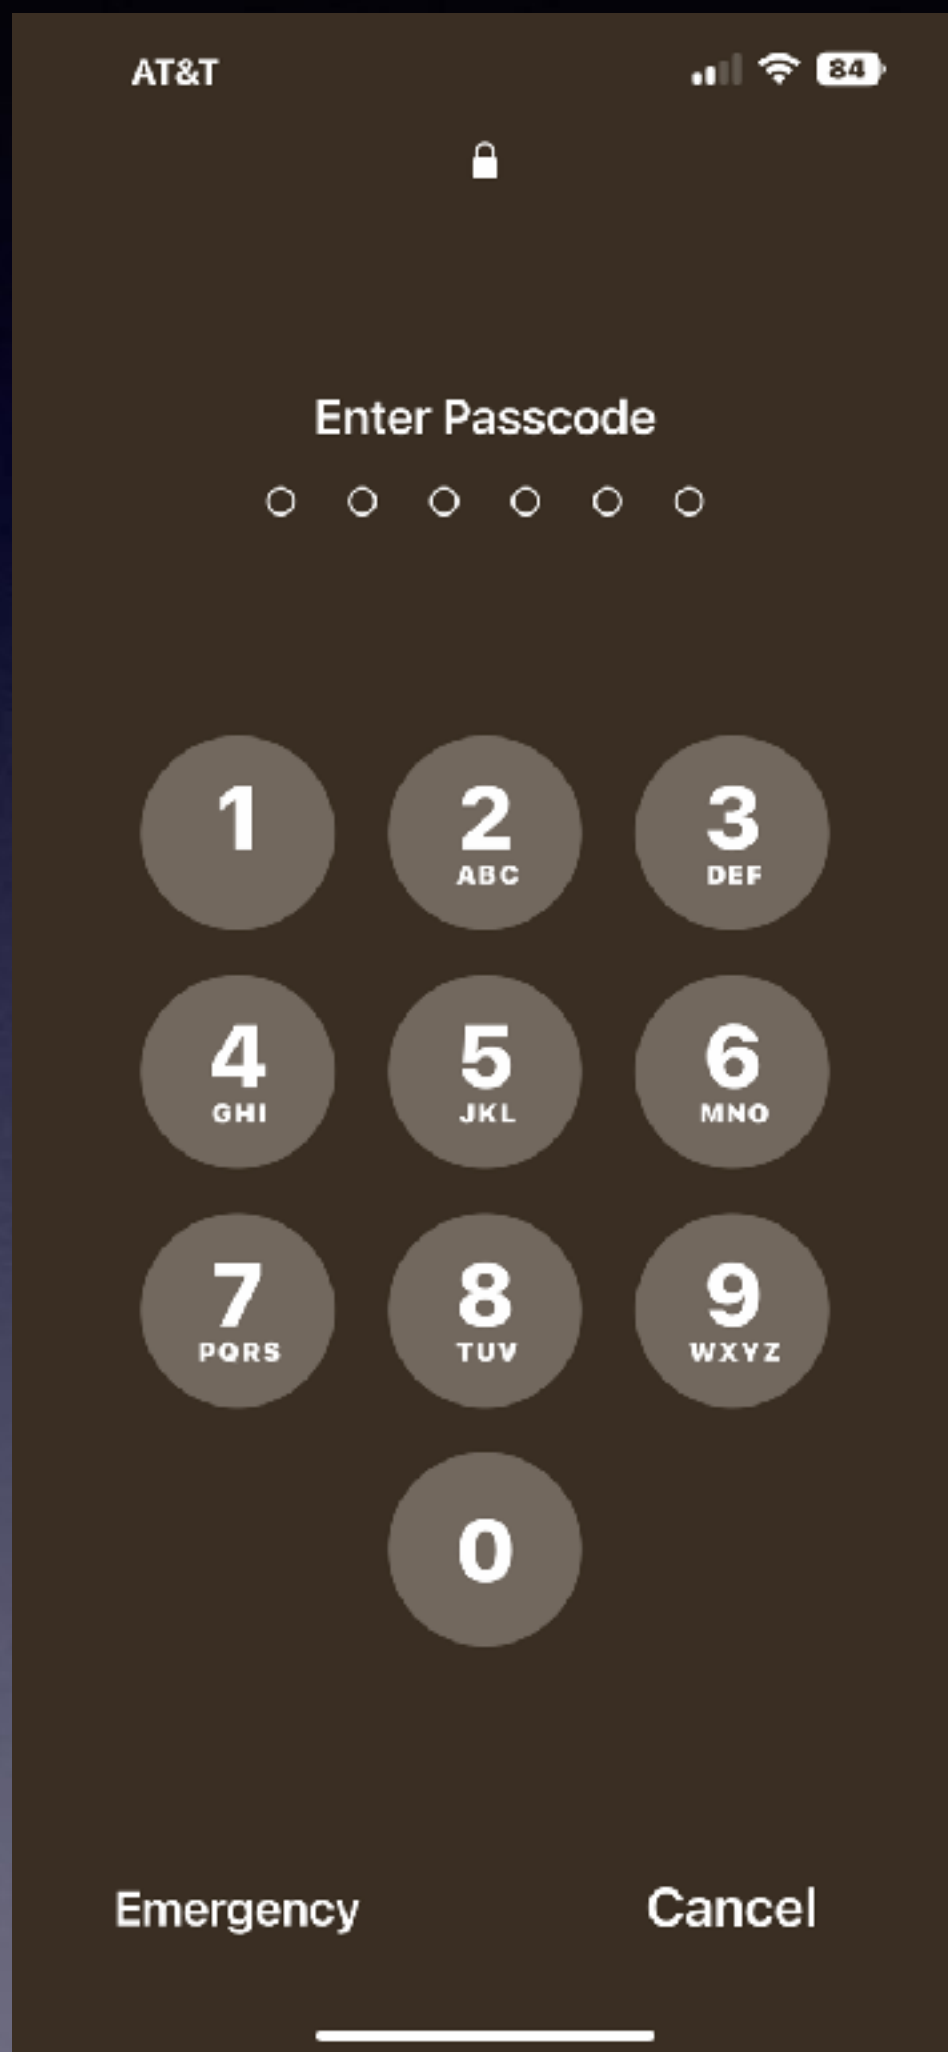 AT&T 84
Enter Passcode
1 2 3
ABC DEF
4 5 6
GHI JKL MNO
7 8 9
PQRS TUV WXYZ
0
Emergency Cancel